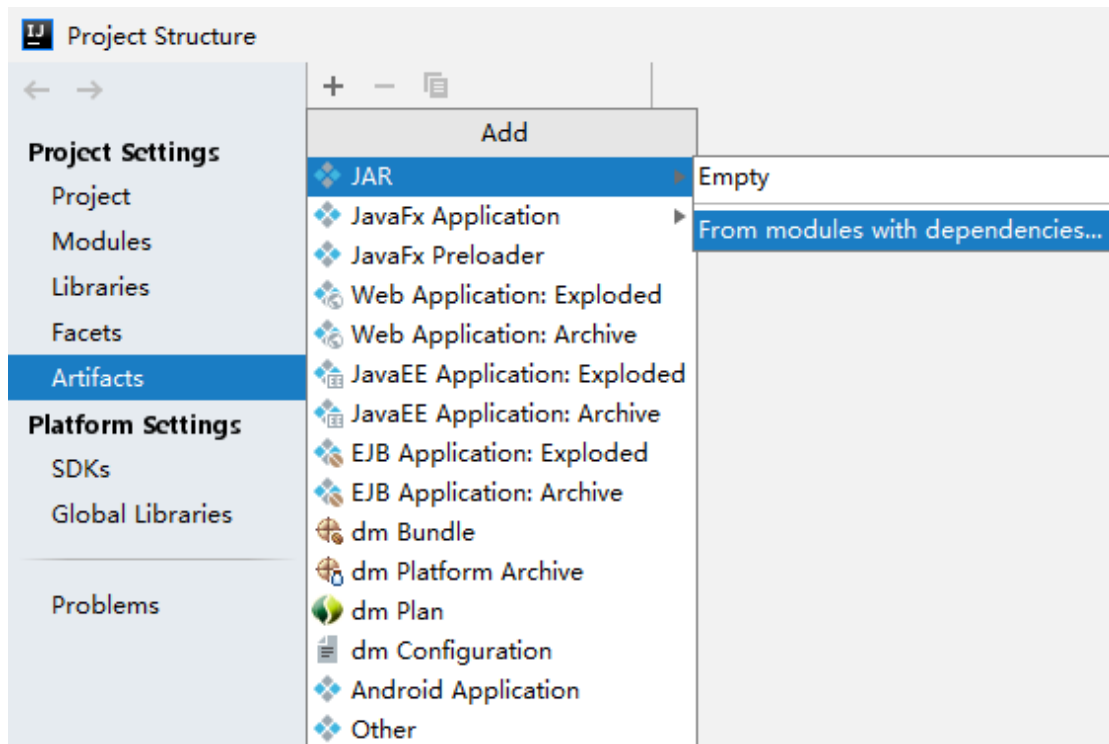 IJ
Project Structure
Project Settings
Project
Modules
Libraries
Facets
Artifacts
Platform Settings
SDKs
Global Libraries
Problems
Add
JAR
JavaFx Application
JavaFx Preloader
Web Application: Exploded
Web Application: Archive
JavaEE Application: Exploded
JavaEE Application: Archive
EJB Application: Exploded
EJB Application: Archive
dm Bundle
dm Platform Archive
dm Plan
dm Configuration
Android Application
Other
Empty
From modules with dependencies...